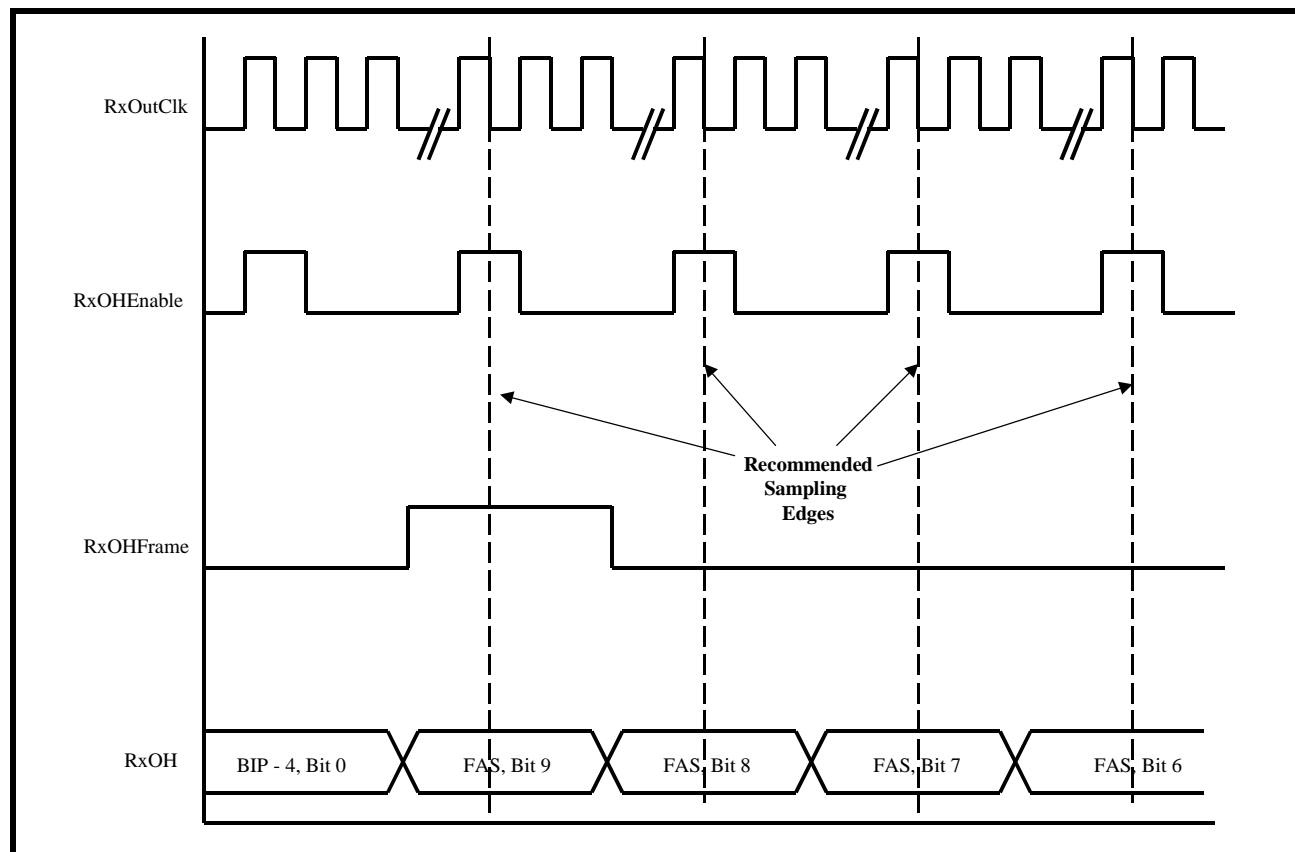 RxOutClk
RxOHEnable
Recommended
Sampling
Edges
RxOHFrame
RxOH
BIP - 4, Bit 0
FAS, Bit 9
FAS, Bit 8
FAS, Bit 7
FAS, Bit 6